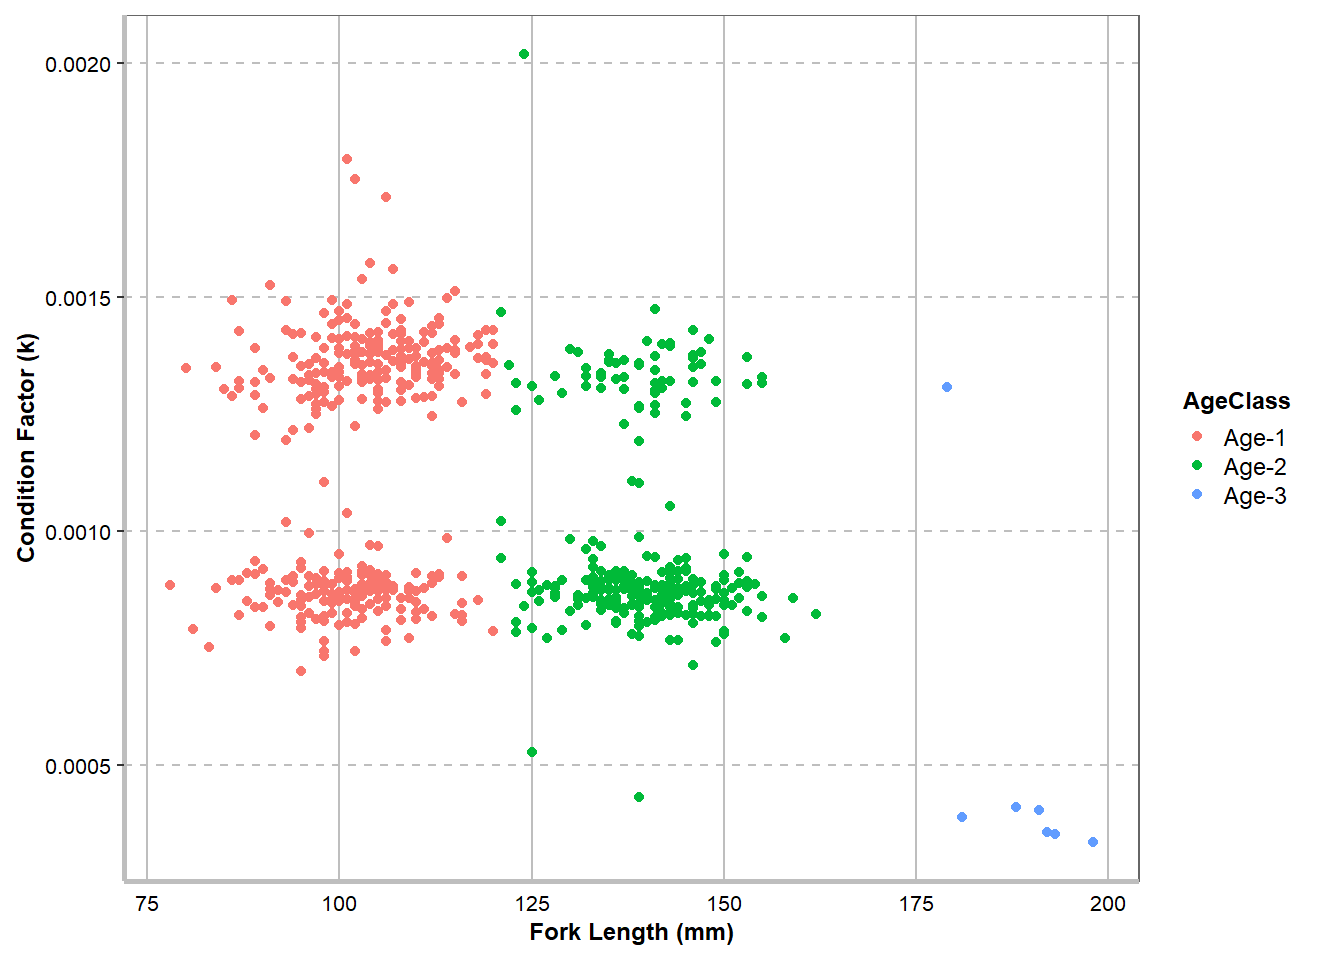 0.0020
0.0015
0.0010
0.0005
Condition Factor (k)
75 100 125 150 175 200
Fork Length (mm)
AgeClass
Age-1
Age-2
Age-3